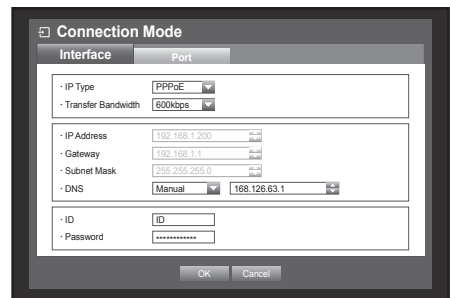 Connection Mode
Interface Port
· IP Type PPPoE
· Transfer Bandwidth 600kbps
· IP Address 192.168.1.200
· Gateway 192.168.1.1
· Subnet Mask 255.255.255.0
· DNS Manual 168.126.63.1
· ID ID
· Password ************
OK Cancel